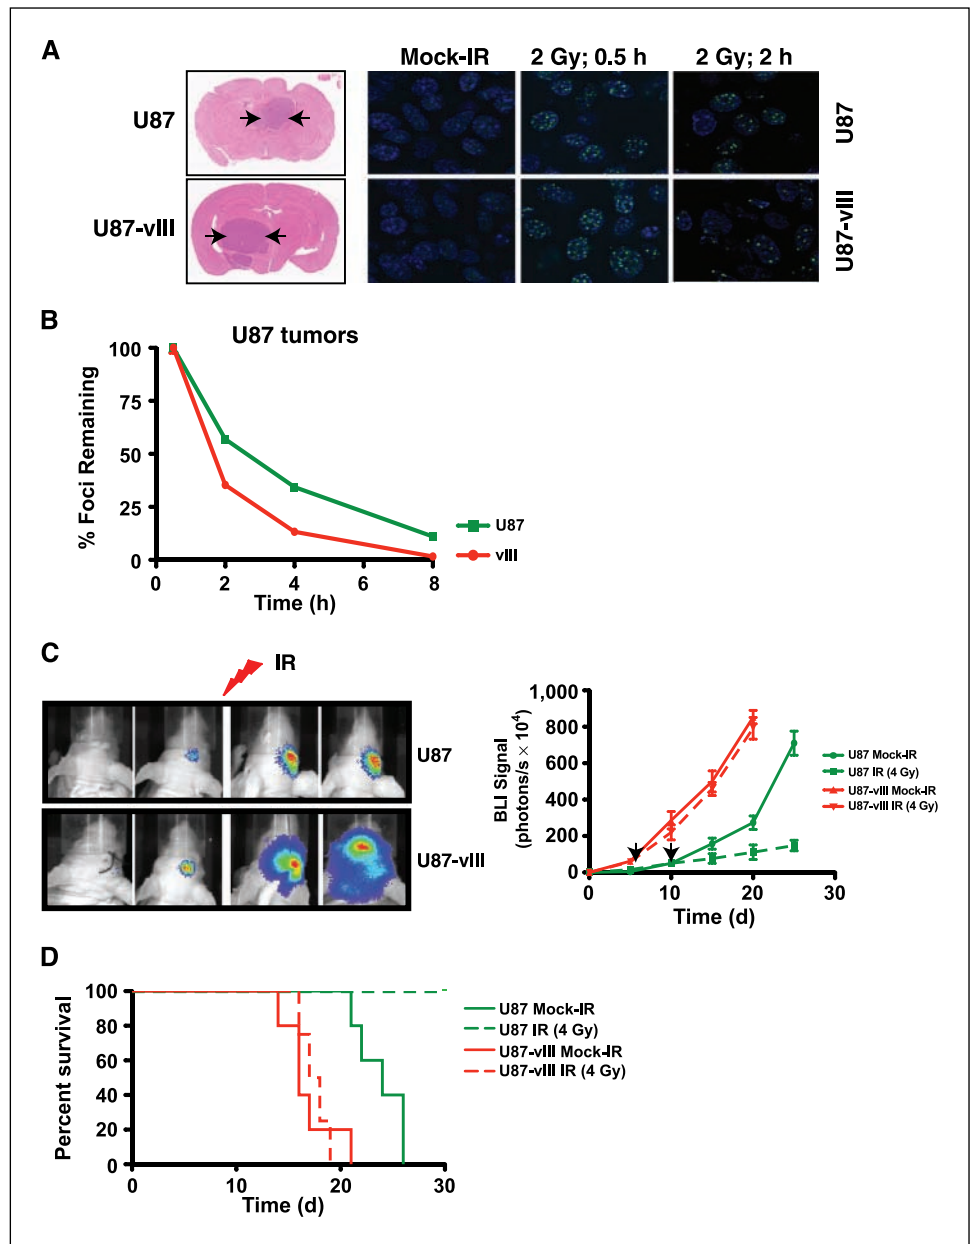 A
Mock-IR 2 Gy; 0.5 h 2 Gy; 2 h
U87
U87
U87-vIII
U87-vIII
B
U87 tumors
100
75
50
25
0
% Foci Remaining
0 2 4 6 8
Time (h)
U87
vIII
C
IR
U87
U87-vIII
1,000
800
600
400
200
0
BLI Signal
(photons/s × 10⁴)
0 10 20 30
Time (d)
U87 Mock-IR
U87 IR (4 Gy)
U87-vIII Mock-IR
U87-vIII IR (4 Gy)
D
100
80
60
40
20
0
Percent survival
0 10 20 30
Time (d)
U87 Mock-IR
U87 IR (4 Gy)
U87-vIII Mock-IR
U87-vIII IR (4 Gy)